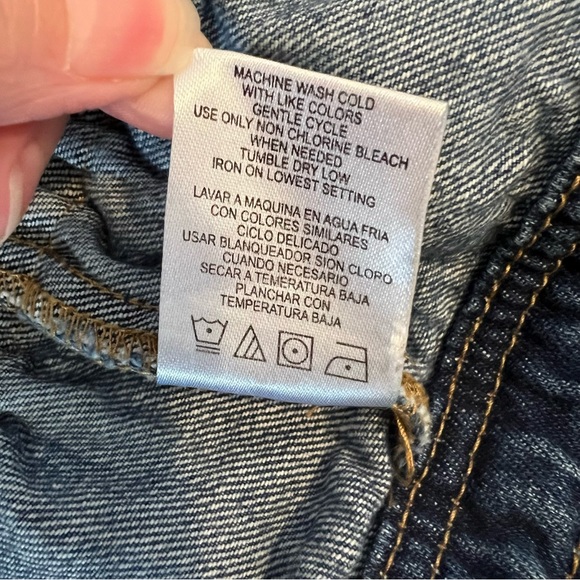 MACHINE WASH COLD
WITH LIKE COLORS
GENTLE CYCLE
USE ONLY NON CHLORINE BLEACH
WHEN NEEDED
TUMBLE DRY LOW
IRON ON LOWEST SETTING
LAVAR A MAQUINA EN AGUA FRIA
CON COLORES SIMILARES
CICLO DELICADO
USAR BLANQUEADOR SION CLORO
CUANDO NECESARIO
SECAR A TEMERATURA BAJA
PLANCHAR CON
TEMPERATURA BAJA